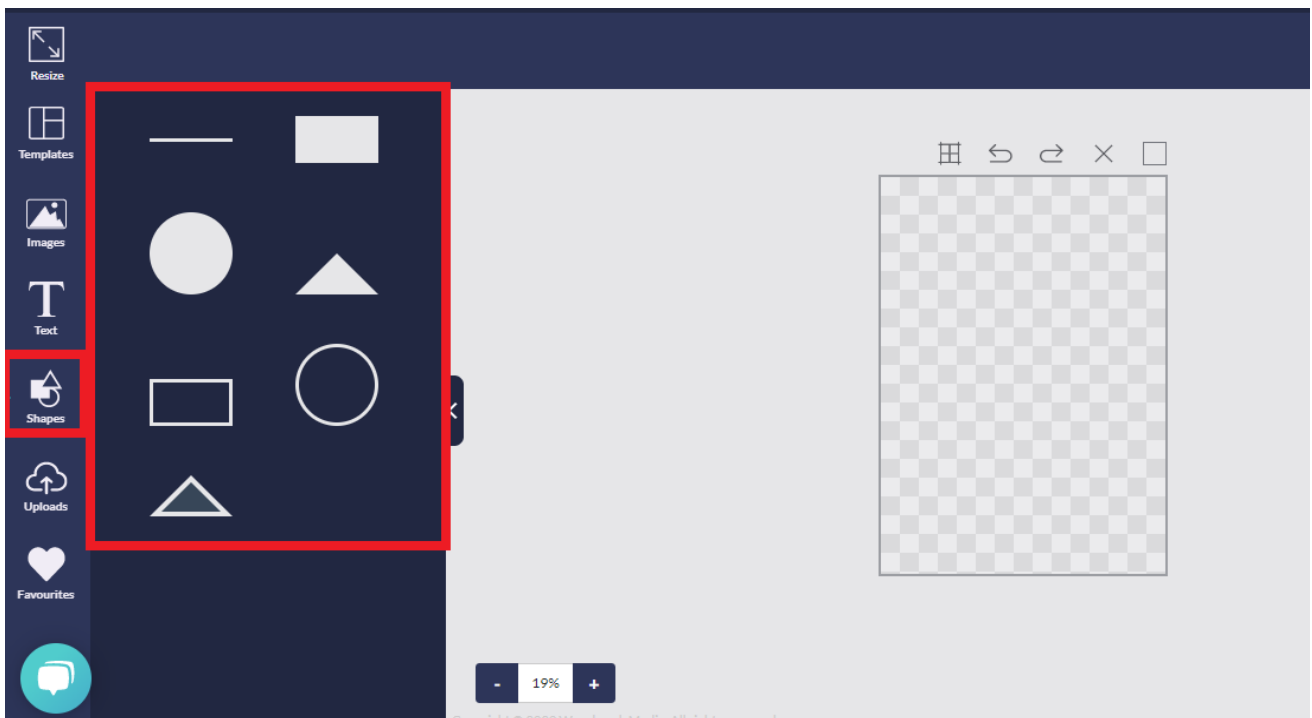 Resize
Templates
Images
T
Text
Shapes
Uploads
Favourites
- 19% +